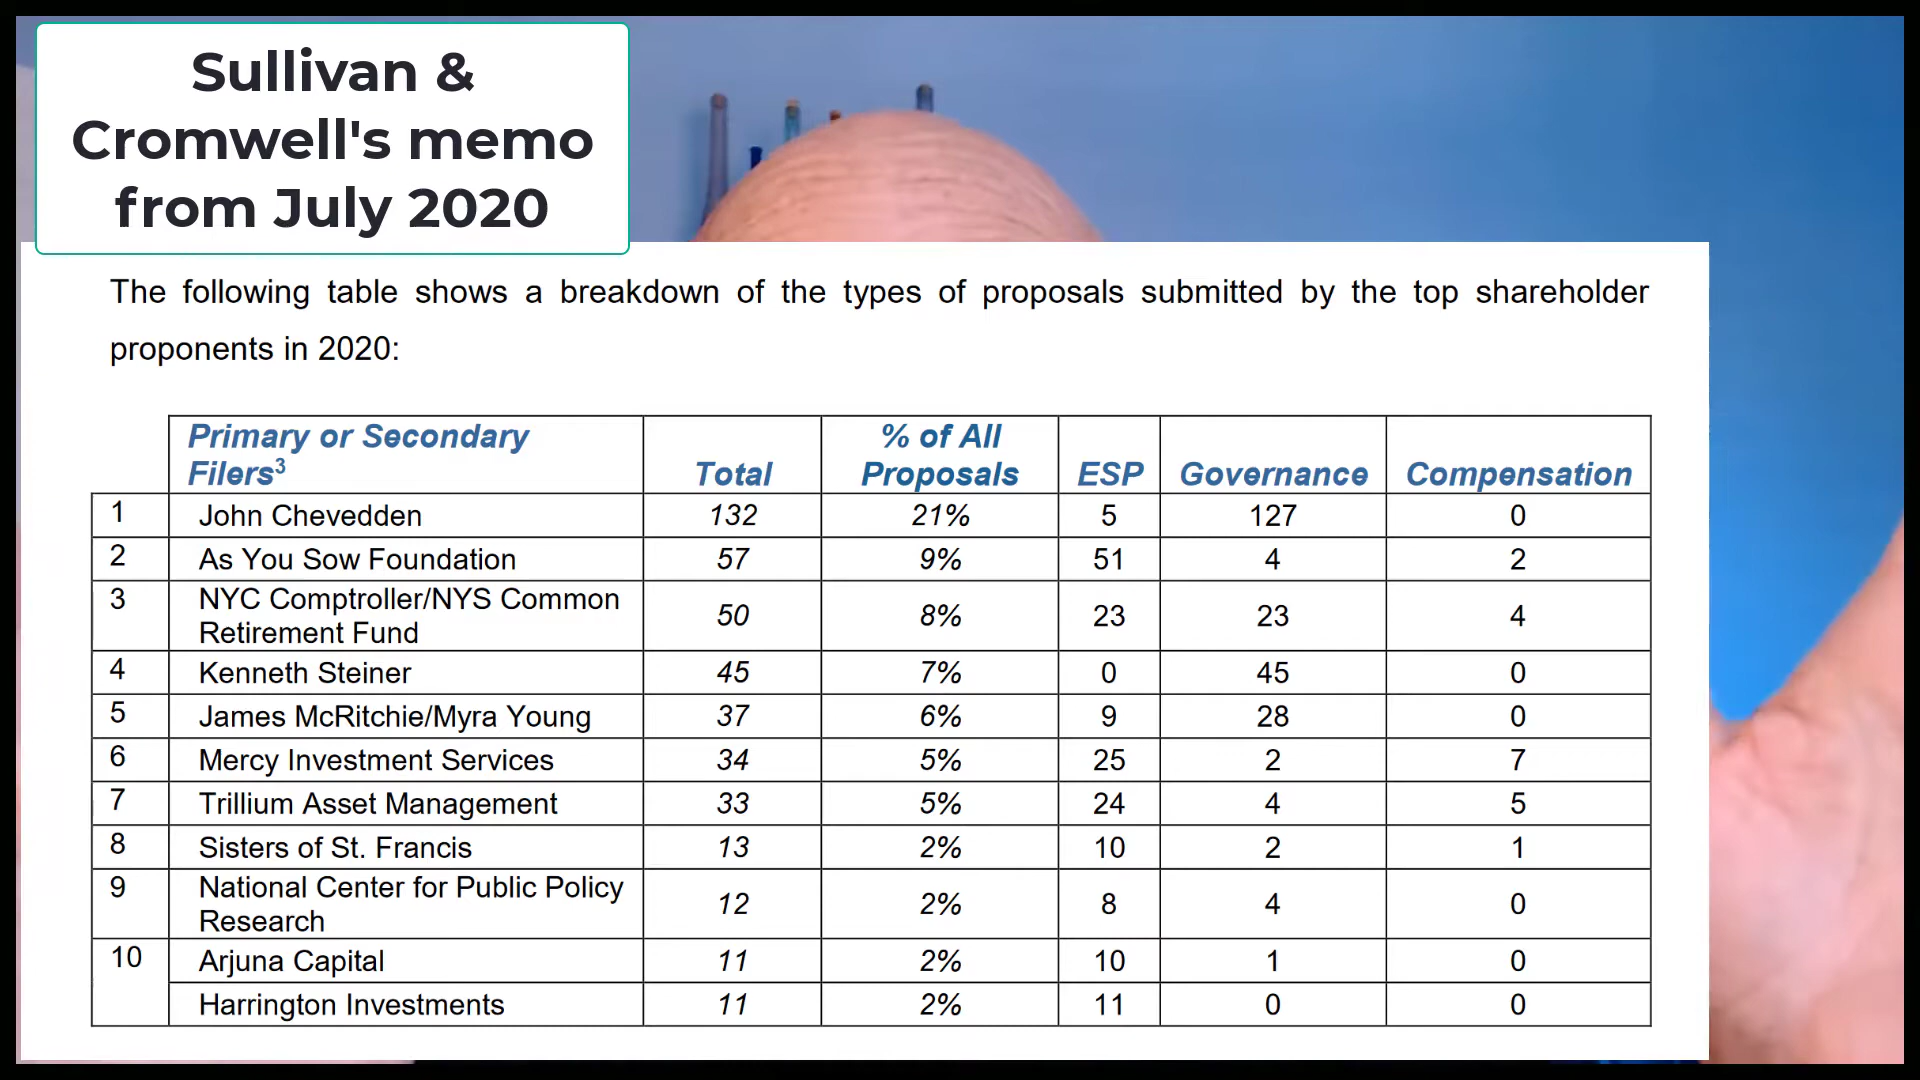 Sullivan &
Cromwell's memo
from July 2020
The following table shows a breakdown of the types of proposals submitted by the top shareholder
proponents in 2020:
Primary or Secondary Filers³ Total % of All Proposals ESP Governance Compensation
1 John Chevedden 132 21% 5 127 0
2 As You Sow Foundation 57 9% 51 4 2
3 NYC Comptroller/NYS Common Retirement Fund 50 8% 23 23 4
4 Kenneth Steiner 45 7% 0 45 0
5 James McRitchie/Myra Young 37 6% 9 28 0
6 Mercy Investment Services 34 5% 25 2 7
7 Trillium Asset Management 33 5% 24 4 5
8 Sisters of St. Francis 13 2% 10 2 1
9 National Center for Public Policy Research 12 2% 8 4 0
10 Arjuna Capital 11 2% 10 1 0
Harrington Investments 11 2% 11 0 0